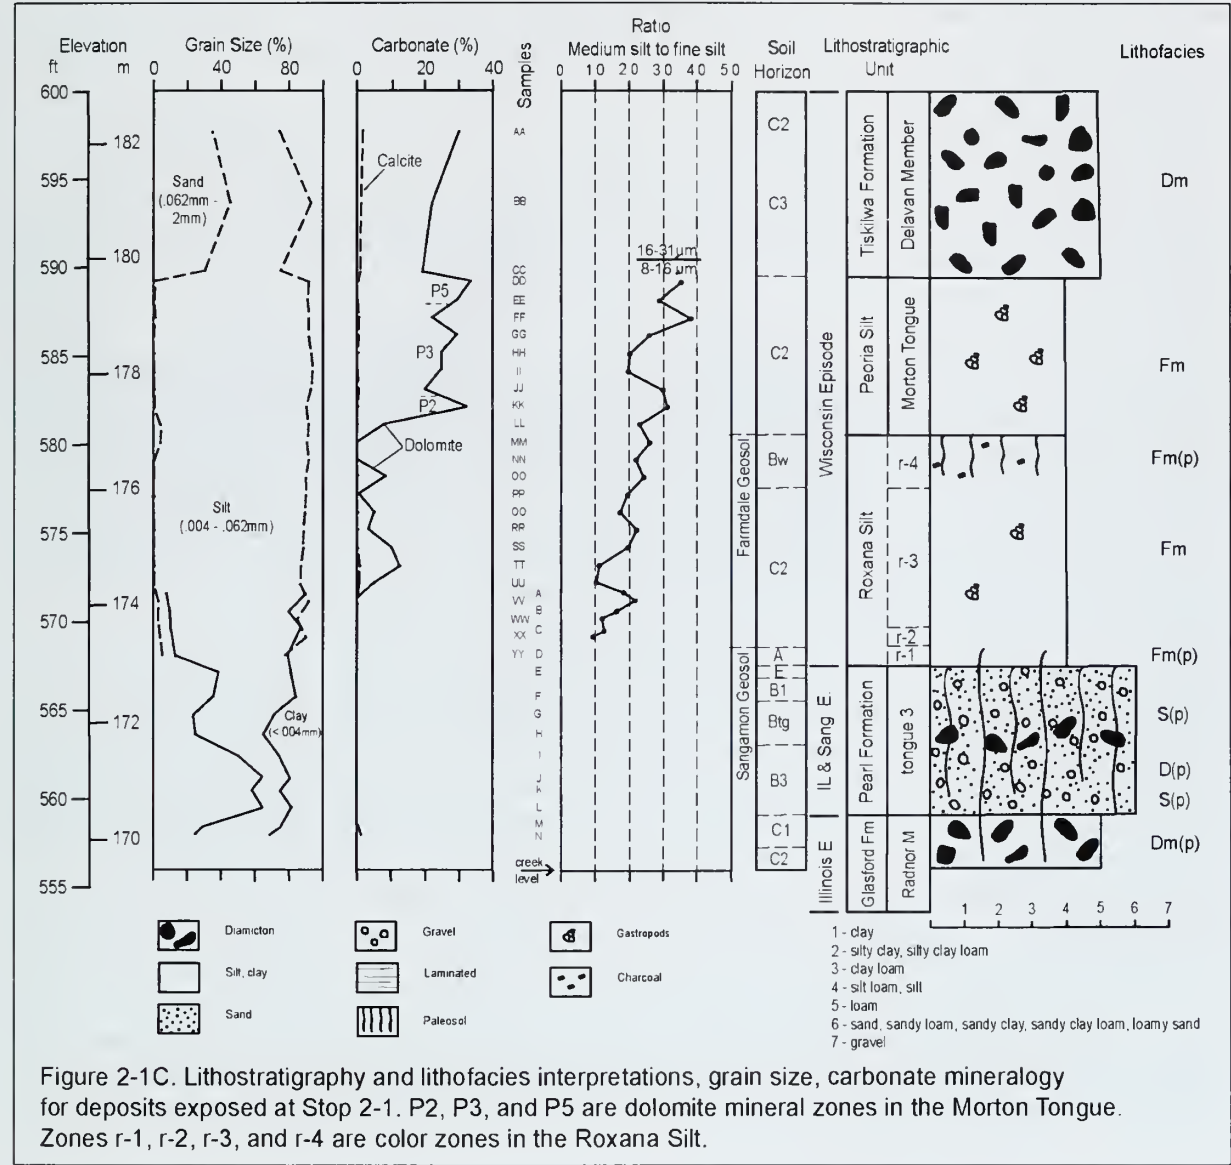 Elevation
ft m
Grain Size (%)
0 40 80
Carbonate (%)
0 10 20 30 40
Samples
Ratio
Medium silt to fine silt
0 10 20 30 40 50
Soil
Horizon
Lithostratigraphic
Unit
Lithofacies
600
595
590
585
580
575
570
565
560
555
182
180
178
176
174
172
170
Sand
(.062mm -
2mm)
Silt
(.004 - .062mm)
Clay
(<.004mm)
Calcite
P5
P3
P2
Dolomite
AA
BB
CC
DD
EE
FF
GG
HH
II
JJ
KK
LL
MM
NN
OO
PP
OO
RR
SS
TT
UU
VV
WW
XX
YY
A
B
C
D
E
F
G
H
I
J
K
L
M
N
creek
level
16-31 µm
8-16 µm
C2
C3
C2
Bw
C2
A
E
B1
Btg
B3
C1
C2
Farmdale Geosol
Sangamon Geosol
Wisconsin Episode
IL & Sang E.
Illinois E
Tiskilwa Formation
Delavan Member
Peoria Silt
Morton Tongue
Roxana Silt
r-4
r-3
r-2
r-1
Pearl Formation
tongue 3
Glasford Fm
Radnor M
Dm
Fm
Fm(p)
Fm
Fm(p)
S(p)
D(p)
S(p)
Dm(p)
1 2 3 4 5 6 7
Diamicton
Silt, clay
Sand
Gravel
Laminated
Paleosol
Gastropods
Charcoal
1 - clay
2 - silty clay, silty clay loam
3 - clay loam
4 - silt loam, silt
5 - loam
6 - sand, sandy loam, sandy clay, sandy clay loam, loamy sand
7 - gravel
Figure 2-1C. Lithostratigraphy and lithofacies interpretations, grain size, carbonate mineralogy
for deposits exposed at Stop 2-1. P2, P3, and P5 are dolomite mineral zones in the Morton Tongue.
Zones r-1, r-2, r-3, and r-4 are color zones in the Roxana Silt.